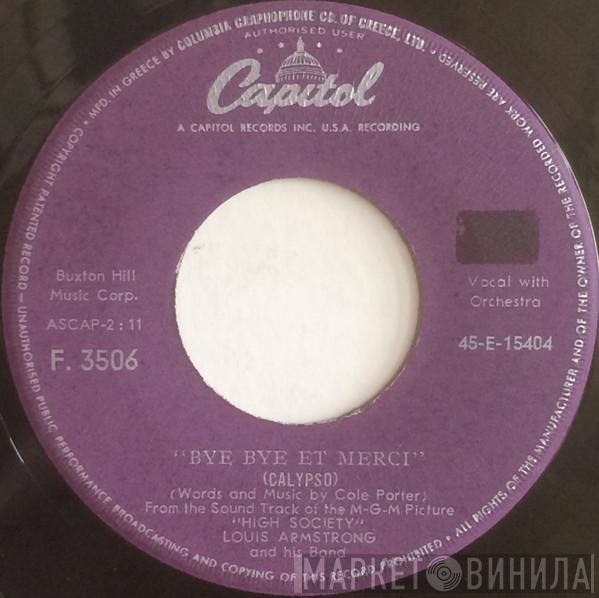 MFD. IN GREECE BY COLUMBIA GRAPHOPHONE CO. OF GREECE, LTD. • ALL RIGHTS OF THE MANUFACTURER AND OF THE OWNER OF THE RECORDED WORK ARE RESERVED
COPYRIGHT PATENTED RECORD — UNAUTHORISED PUBLIC PERFORMANCE BROADCASTING AND COPYING OF THIS RECORD PROHIBITED •
AUTHORISED USER
Capitol
A CAPITOL RECORDS INC. U.S.A. RECORDING
Buxton Hill
Music Corp.
ASCAP-2:11
F. 3506
Vocal with
Orchestra
45-E-15404
"BYE BYE ET MERCI"
(CALYPSO)
(Words and Music by Cole Porter)
From the Sound Track of the M-G-M Picture
"HIGH SOCIETY"
LOUIS ARMSTRONG
and his Band
МАРКЕТ ВИНИЛА